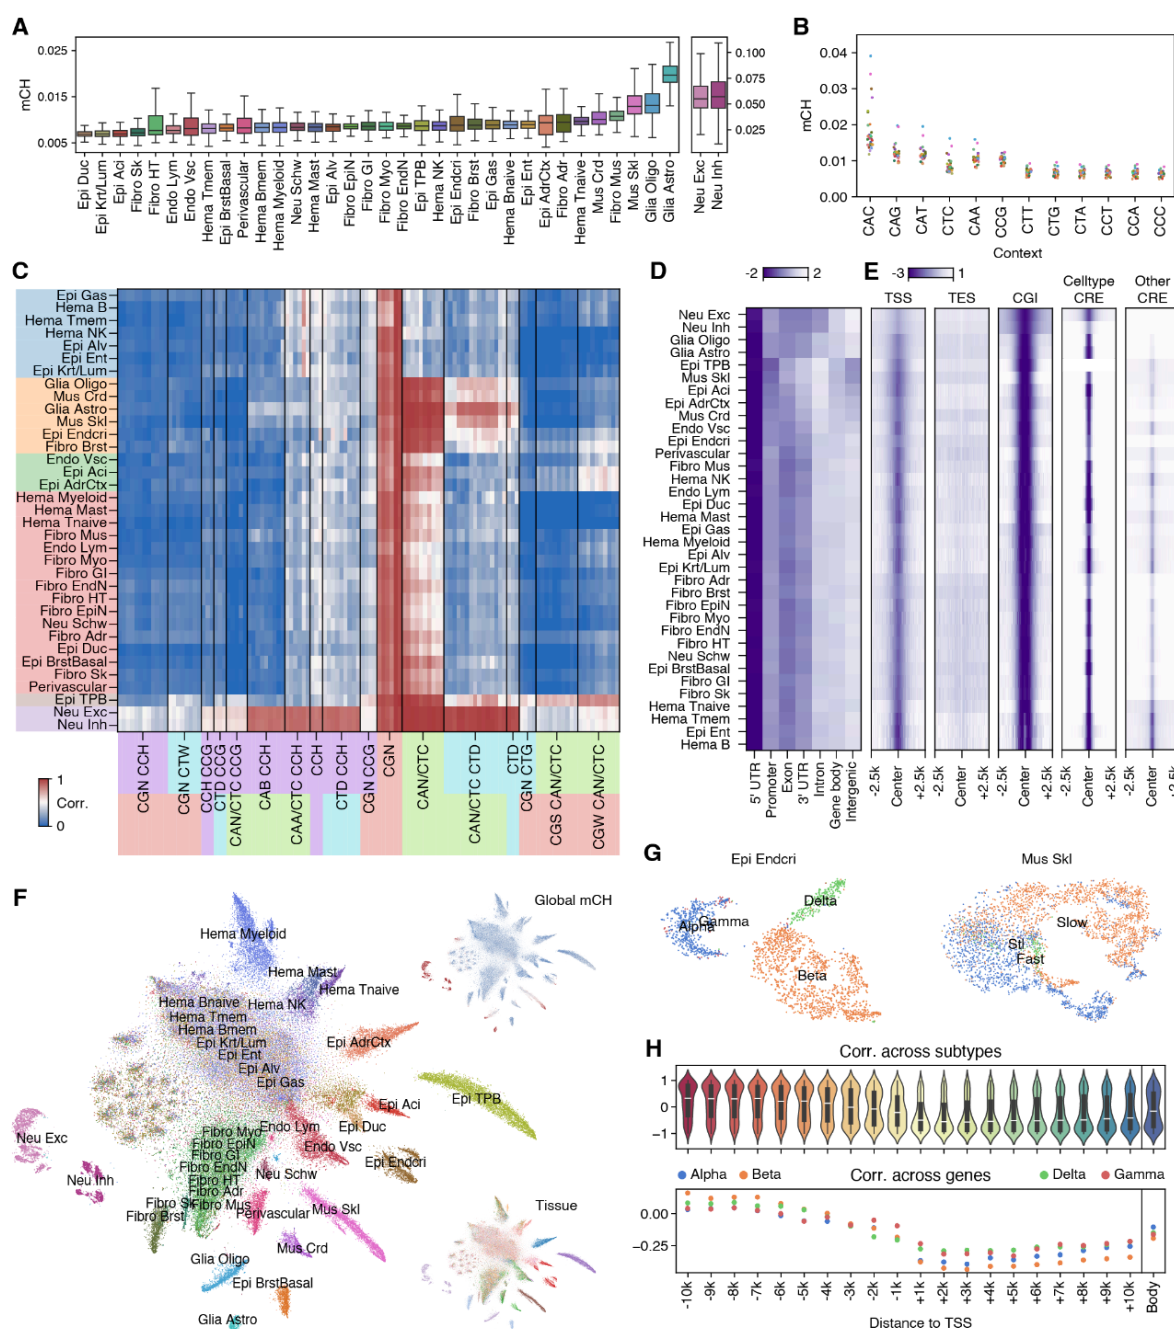 A
mCH
0.025
0.015
0.005
0.100
0.075
0.050
0.025
Epi Duc
Epi Krt/Lum
Epi Aci
Fibro Sk
Fibro HT
Endo Lym
Endo Vsc
Hema Tmem
Epi BrstBasal
Perivascular
Hema Bmem
Hema Myeloid
Neu Schw
Hema Mast
Epi Alv
Fibro EpiN
Fibro GI
Fibro Myo
Fibro EndN
Epi TPB
Hema NK
Epi Endcri
Fibro Brst
Epi Gas
Hema Bnaive
Epi Ent
Epi AdrCtx
Fibro Adr
Hema Tnaive
Mus Crd
Fibro Mus
Mus Skl
Glia Oligo
Glia Astro
Neu Exc
Neu Inh
B
mCH
0.04
0.03
0.02
0.01
0.00
CAC
CAG
CAT
CTC
CAA
CCG
CTT
CTG
CTA
CCT
CCA
CCC
Context
C
Epi Gas
Hema B
Hema Tmem
Hema NK
Epi Alv
Epi Ent
Epi Krt/Lum
Glia Oligo
Mus Crd
Glia Astro
Mus Skl
Epi Endcri
Fibro Brst
Endo Vsc
Epi Aci
Epi AdrCtx
Hema Myeloid
Hema Mast
Hema Tnaive
Fibro Mus
Endo Lym
Fibro Myo
Fibro GI
Fibro EndN
Fibro HT
Fibro EpiN
Neu Schw
Fibro Adr
Epi Duc
Epi BrstBasal
Fibro Sk
Perivascular
Epi TPB
Neu Exc
Neu Inh
1
Corr.
0
CGN CCH
CGN CTW
CCH CCG
CTD CCG
CAN/CTC CCG
CAB CCH
CAA/CTC CCH
CCH
CTD CCH
CGN CCG
CGN
CAN/CTC
CAN/CTC CTD
CTD
CGN CTG
CGS CAN/CTC
CGW CAN/CTC
D
-2
2
Neu Exc
Neu Inh
Glia Oligo
Glia Astro
Epi TPB
Mus Skl
Epi Aci
Epi AdrCtx
Mus Crd
Endo Vsc
Epi Endcri
Perivascular
Fibro Mus
Hema NK
Endo Lym
Epi Duc
Hema Mast
Epi Gas
Hema Myeloid
Epi Alv
Epi Krt/Lum
Fibro Adr
Fibro Brst
Fibro EpiN
Fibro Myo
Fibro EndN
Fibro HT
Neu Schw
Epi BrstBasal
Fibro GI
Fibro Sk
Hema Tnaive
Hema Tmem
Epi Ent
Hema B
5' UTR
Promoter
Exon
3' UTR
Intron
Gene body
Intergenic
E
-3
1
TSS
TES
CGI
Celltype CRE
Other CRE
-2.5k
Center
+2.5k
-2.5k
Center
+2.5k
-2.5k
Center
+2.5k
-2.5k
Center
+2.5k
-2.5k
Center
+2.5k
F
Global mCH
Hema Myeloid
Hema Mast
Hema Tnaive
Hema Bnaive
Hema NK
Hema Tmem
Hema Bmem
Epi Krt/Lum
Epi Ent
Epi Alv
Epi Gas
Epi AdrCtx
Epi TPB
Epi Aci
Epi Duc
Endo Lym
Endo Vsc
Epi Endcri
Neu Exc
Neu Inh
Fibro Myo
Fibro EpiN
Fibro GI
Fibro EndN
Fibro HT
Fibro Adr
Fibro Sk
Fibro Mus
Fibro Brst
Neu Schw
Perivascular
Mus Skl
Mus Crd
Glia Oligo
Epi BrstBasal
Glia Astro
Tissue
G
Epi Endcri
Mus Skl
Gamma
Alpha
Delta
Beta
Slow
Stl
Fast
H
Corr. across subtypes
1
0
−1
Alpha
Beta
Corr. across genes
Delta
Gamma
0.00
−0.25
-10k
-9k
-8k
-7k
-6k
-5k
-4k
-3k
-2k
-1k
+1k
+2k
+3k
+4k
+5k
+6k
+7k
+8k
+9k
+10k
Body
Distance to TSS